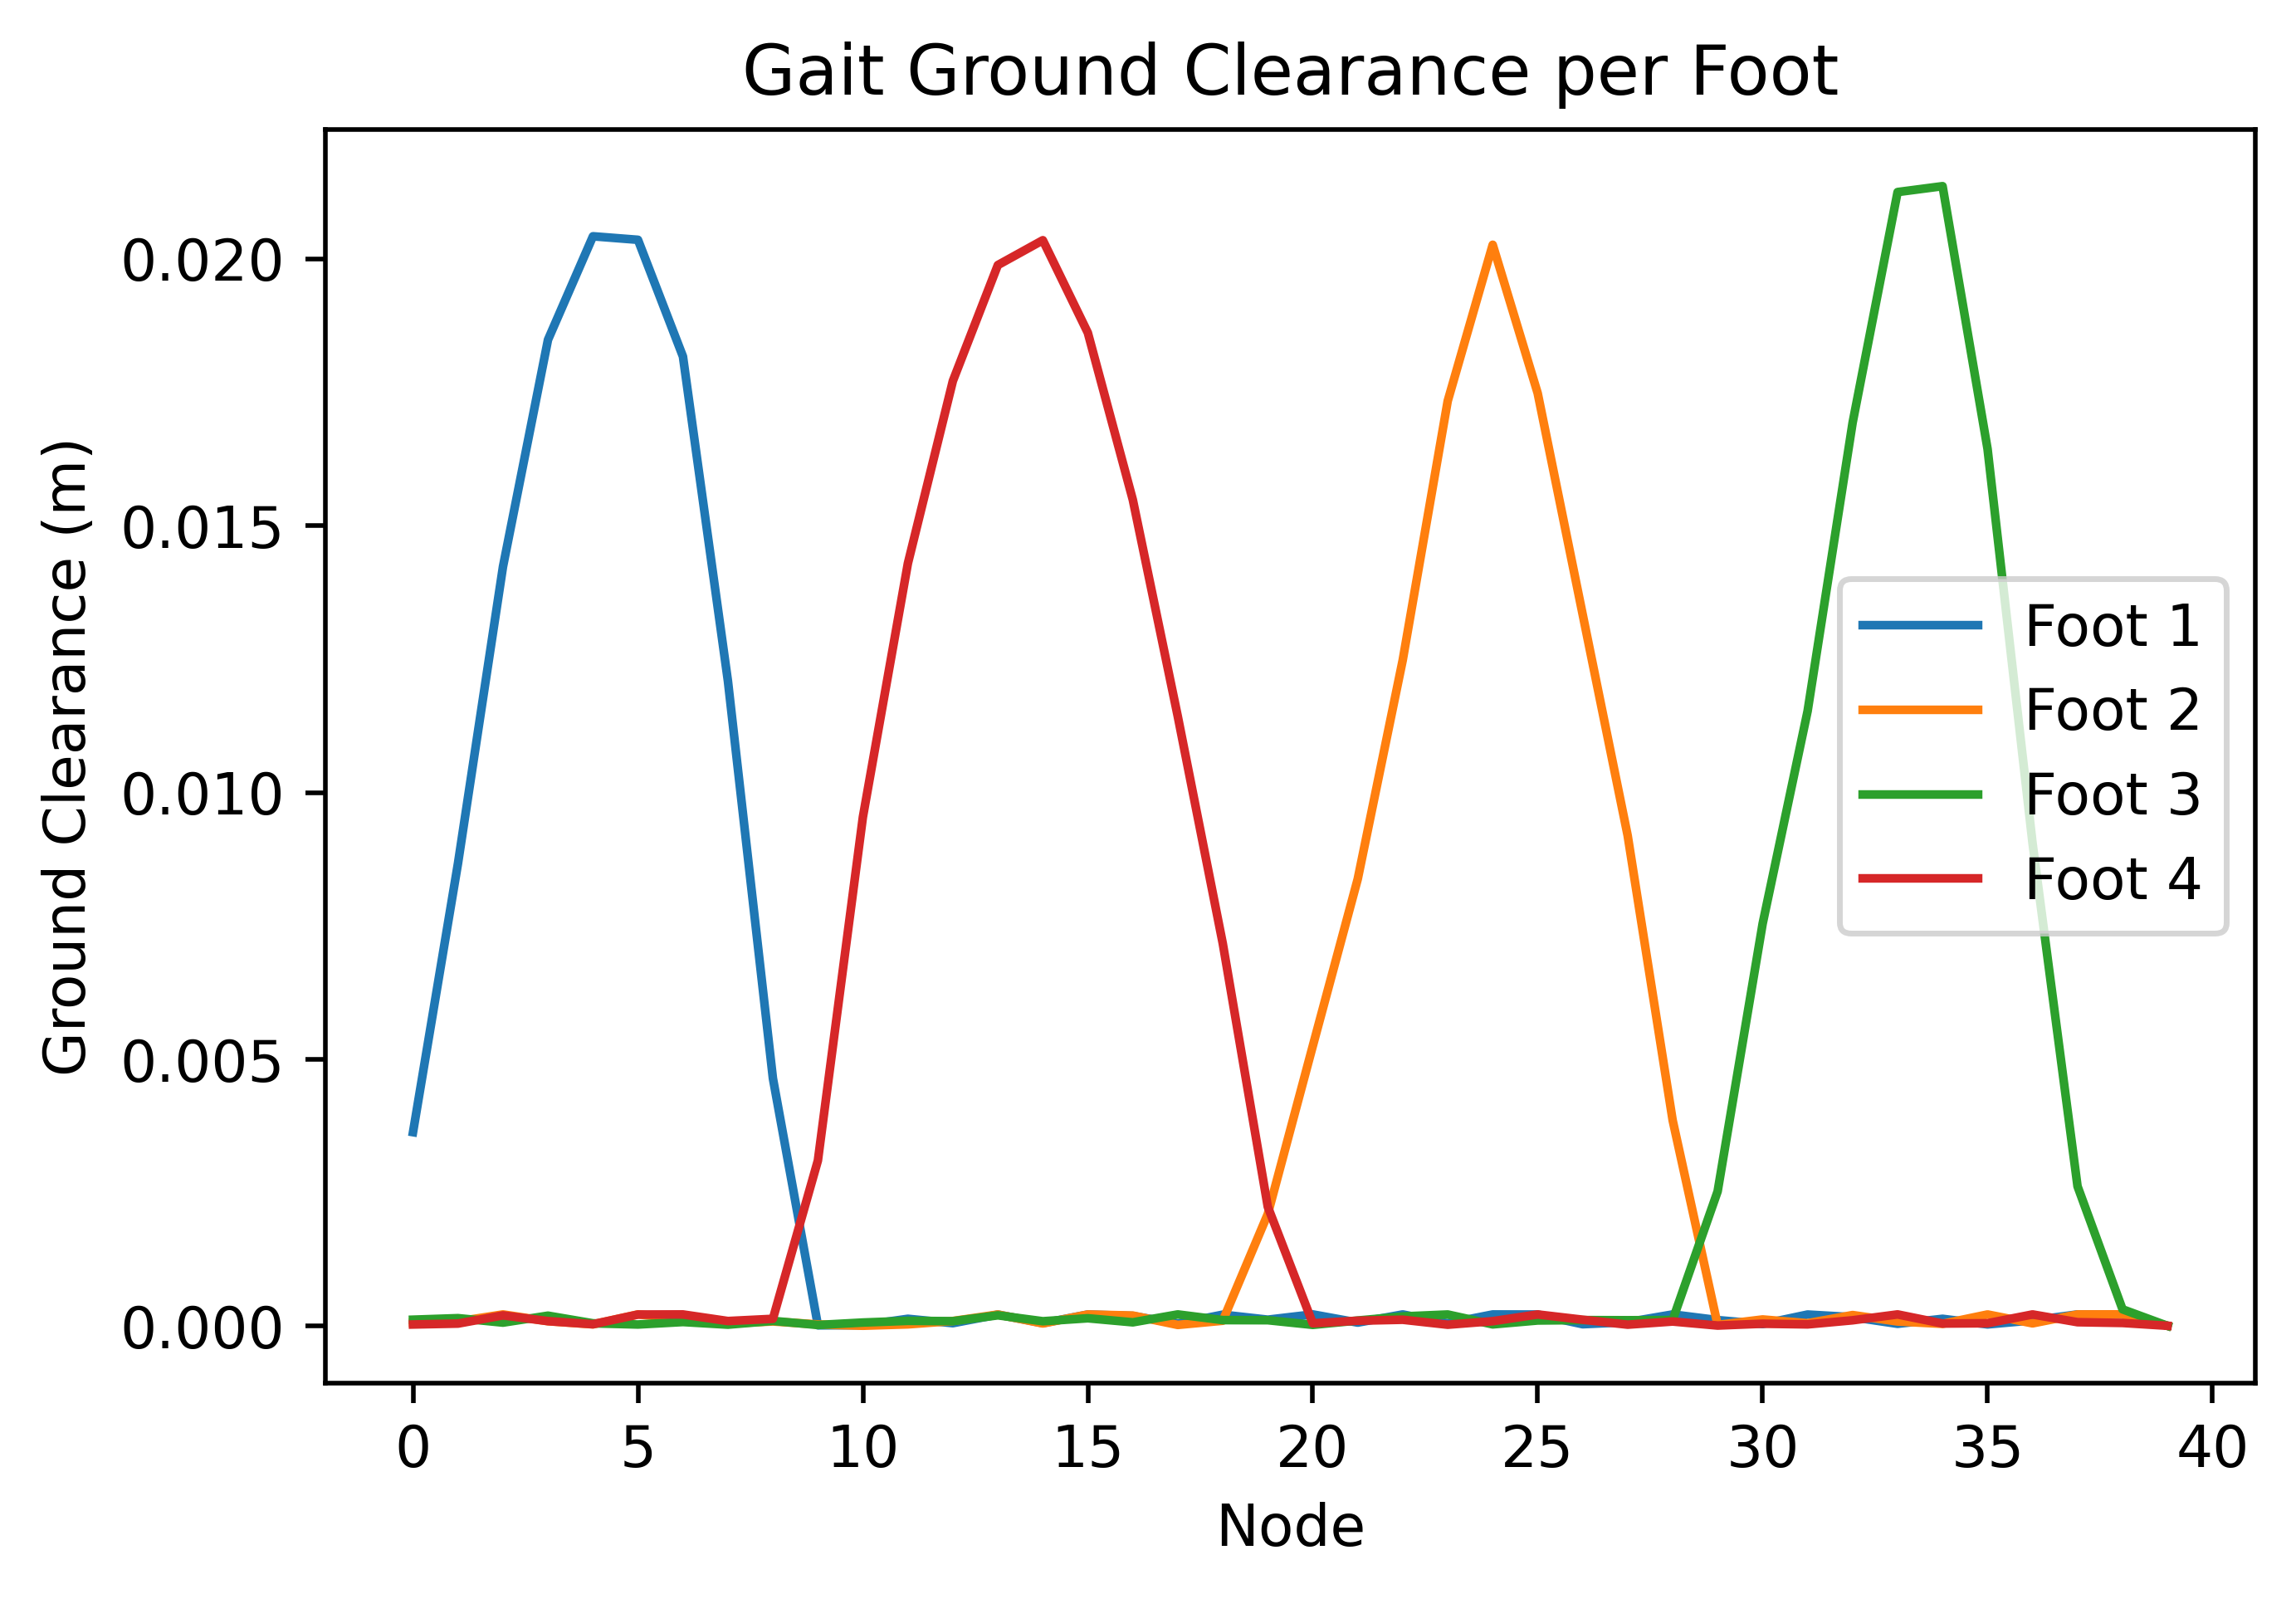 Gait Ground Clearance per Foot
Ground Clearance (m)
0.020
0.015
0.010
0.005
0.000
Foot 1
Foot 2
Foot 3
Foot 4
0 5 10 15 20 25 30 35 40
Node